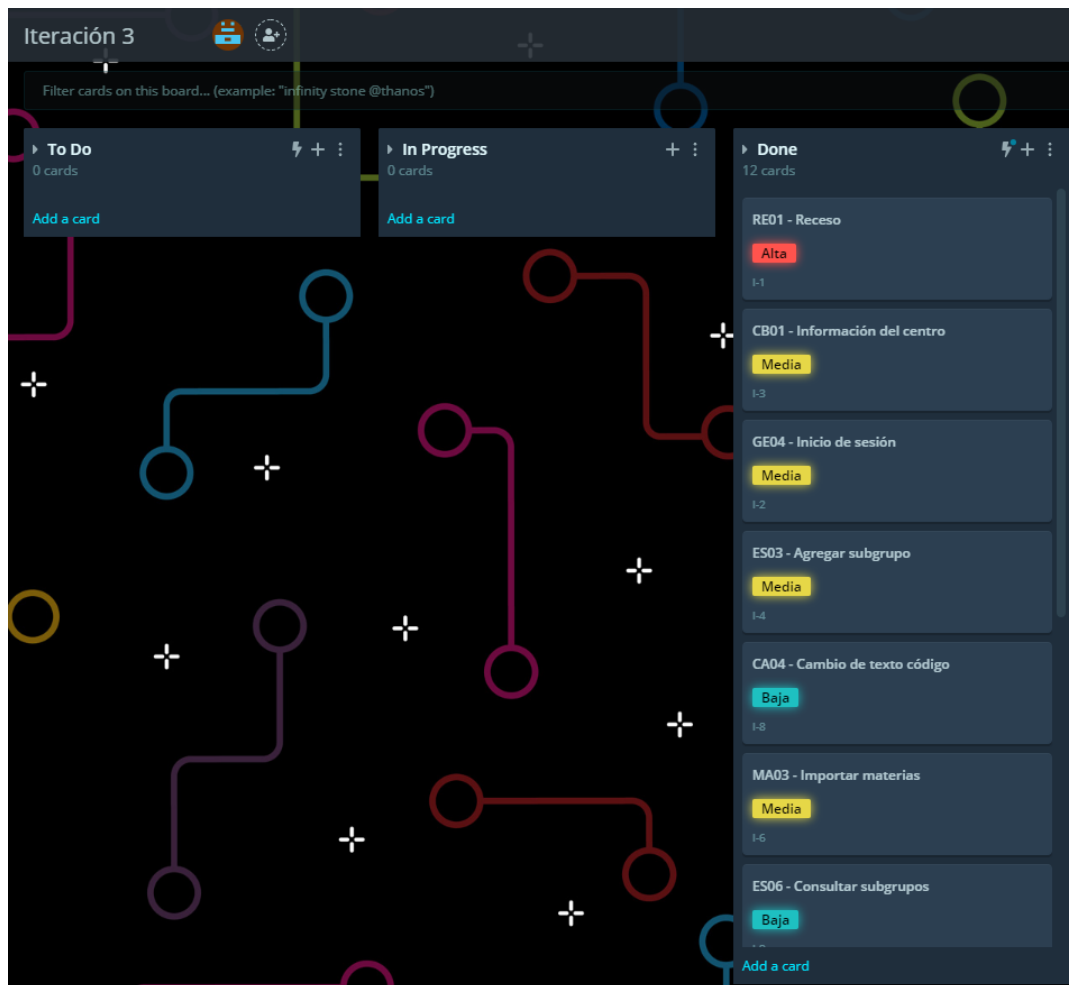 Iteración 3
Filter cards on this board... (example: "infinity stone @thanos")
To Do
0 cards
Add a card
In Progress
0 cards
Add a card
Done
12 cards
RE01 - Receso
Alta
I-1
CB01 - Información del centro
Media
I-3
GE04 - Inicio de sesión
Media
I-2
ES03 - Agregar subgrupo
Media
I-4
CA04 - Cambio de texto código
Baja
I-8
MA03 - Importar materias
Media
I-6
ES06 - Consultar subgrupos
Baja
Add a card